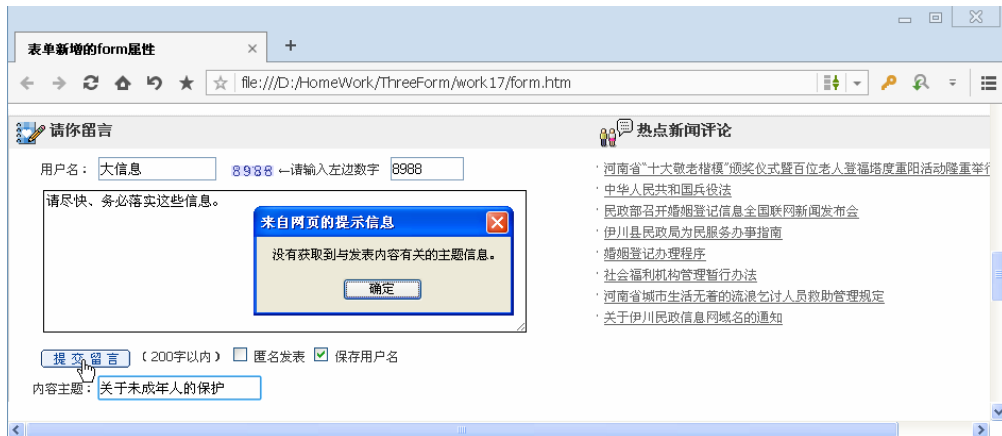 表单新增的form属性
file:///D:/HomeWork/ThreeForm/work17/form.htm
请你留言
用户名： 大信息 8988 ←请输入左边数字 8988
请尽快、务必落实这些信息。
来自网页的提示信息
没有获取到与发表内容有关的主题信息。
确定
提交留言 （200字以内） 匿名发表 保存用户名
内容主题： 关于未成年人的保护
热点新闻评论
· 河南省“十大敬老楷模”颁奖仪式暨百位老人登福塔度重阳活动隆重举行
· 中华人民共和国兵役法
· 民政部召开婚姻登记信息全国联网新闻发布会
· 伊川县民政局为民服务办事指南
· 婚姻登记办理程序
· 社会福利机构管理暂行办法
· 河南省城市生活无着的流浪乞讨人员救助管理规定
· 关于伊川民政信息网域名的通知